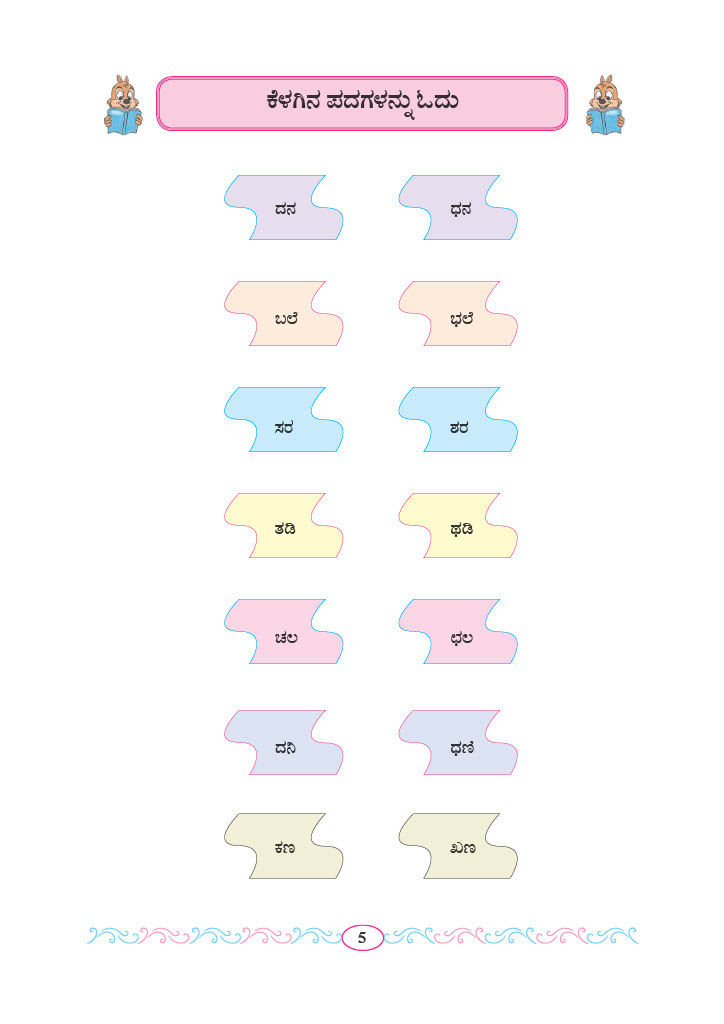 ಕೆಳಗಿನ ಪದಗಳನ್ನು ಓದು
ದನ ಧನ
ಬಲೆ ಭಲೆ
ಸರ ಶರ
ತಡಿ ಥಡಿ
ಚಲ ಛಲ
ದನಿ ಧಣಿ
ಕಣ ಖಣ
5